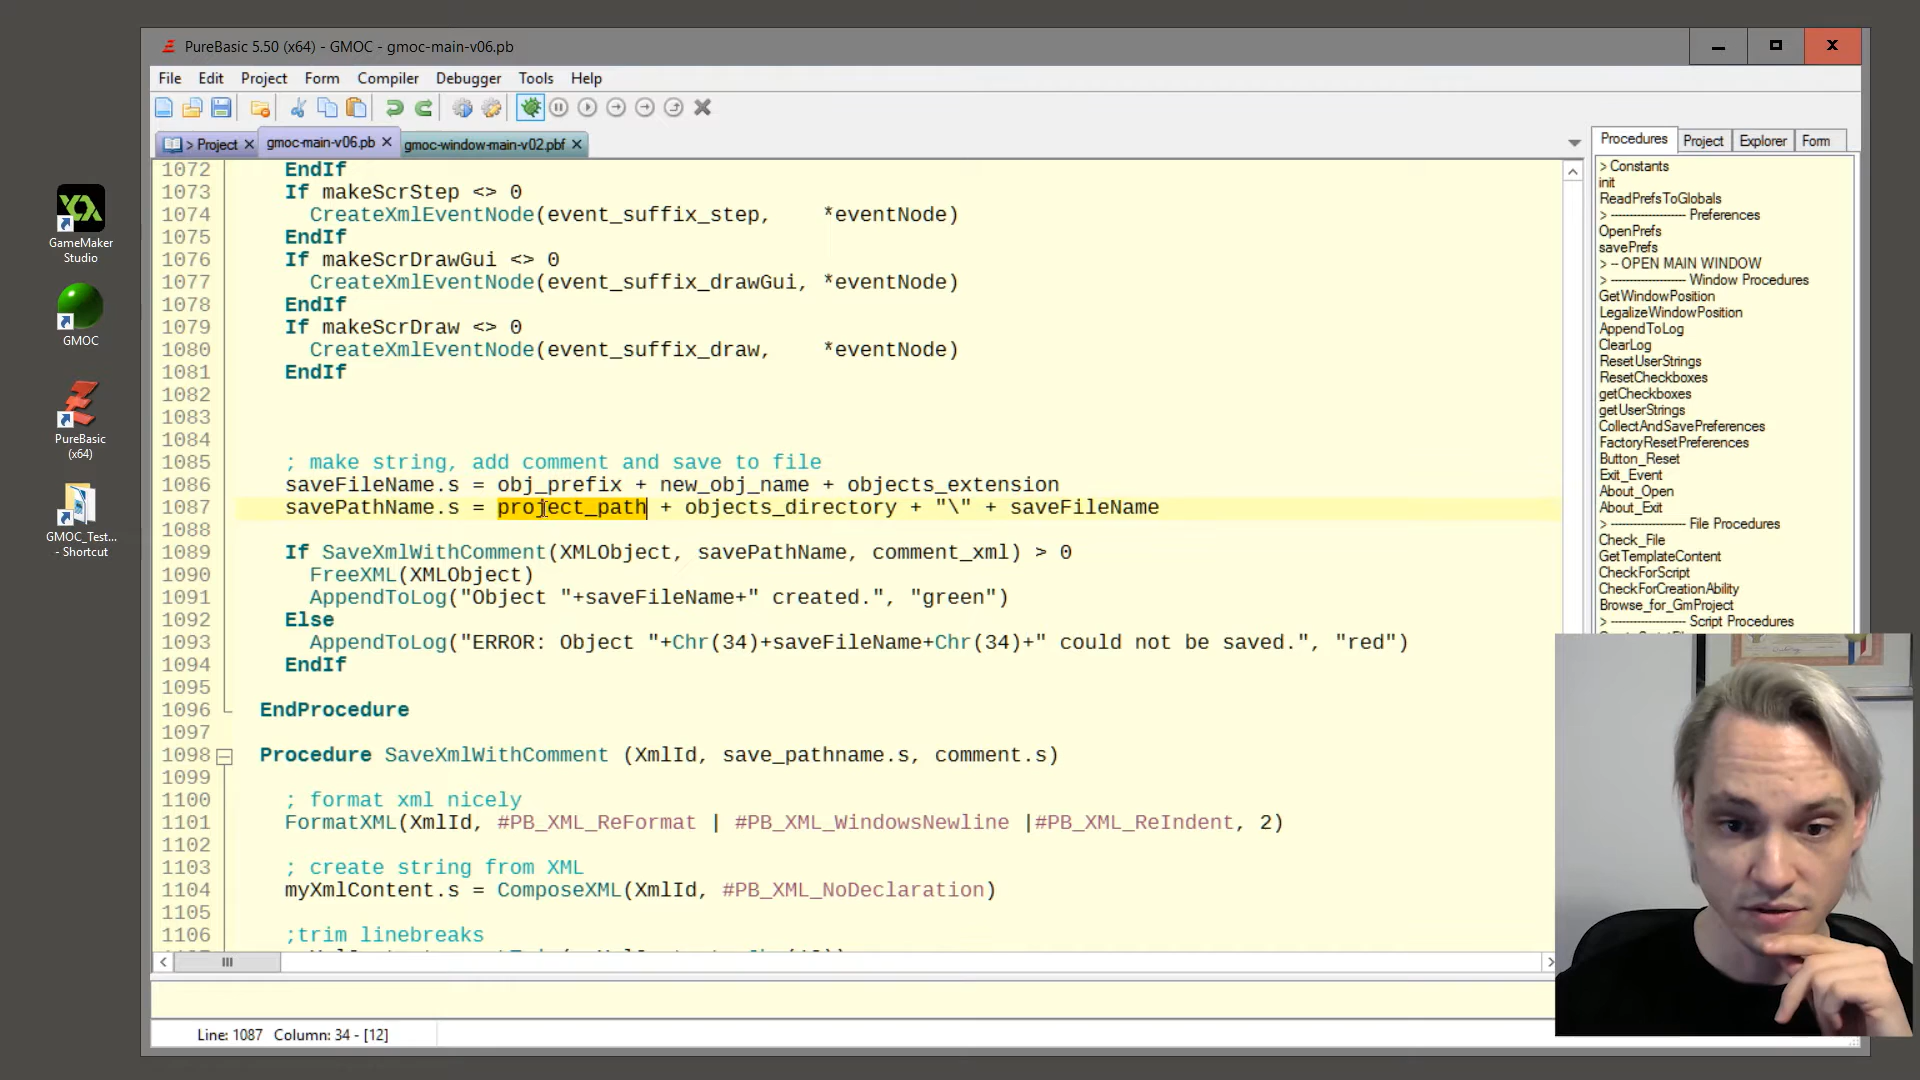 PureBasic 5.50 (x64) - GMOC - gmoc-main-v06.pb
File Edit Project Form Compiler Debugger Tools Help
> Project gmoc-main-v06.pb gmoc-window-main-v02.pbf
Procedures Project Explorer Form
1072 EndIf
1073 If makeScrStep <> 0
1074 CreateXmlEventNode(event_suffix_step, *eventNode)
1075 EndIf
1076 If makeScrDrawGui <> 0
1077 CreateXmlEventNode(event_suffix_drawGui, *eventNode)
1078 EndIf
1079 If makeScrDraw <> 0
1080 CreateXmlEventNode(event_suffix_draw, *eventNode)
1081 EndIf
1082
1083
1084
1085 ; make string, add comment and save to file
1086 saveFileName.s = obj_prefix + new_obj_name + objects_extension
1087 savePathName.s = project_path + objects_directory + "\" + saveFileName
1088
1089 If SaveXmlWithComment(XMLObject, savePathName, comment_xml) > 0
1090 FreeXML(XMLObject)
1091 AppendToLog("Object "+saveFileName+" created.", "green")
1092 Else
1093 AppendToLog("ERROR: Object "+Chr(34)+saveFileName+Chr(34)+" could not be saved.", "red")
1094 EndIf
1095
1096 EndProcedure
1097
1098 Procedure SaveXmlWithComment (XmlId, save_pathname.s, comment.s)
1099
1100 ; format xml nicely
1101 FormatXML(XmlId, #PB_XML_ReFormat | #PB_XML_WindowsNewline |#PB_XML_ReIndent, 2)
1102
1103 ; create string from XML
1104 myXmlContent.s = ComposeXML(XmlId, #PB_XML_NoDeclaration)
1105
1106 ;trim linebreaks
> Constants
init
ReadPrefsToGlobals
> -------------------- Preferences
OpenPrefs
savePrefs
> -- OPEN MAIN WINDOW
> -------------------- Window Procedures
GetWindowPosition
LegalizeWindowPosition
AppendToLog
ClearLog
ResetUserStrings
ResetCheckboxes
getCheckboxes
getUserStrings
CollectAndSavePreferences
FactoryResetPreferences
Button_Reset
Exit_Event
About_Open
About_Exit
> -------------------- File Procedures
Check_File
GetTemplateContent
CheckForScript
CheckForCreationAbility
Browse_for_GmProject
> -------------------- Script Procedures
Line: 1087 Column: 34 - [12]
GameMaker
Studio
GMOC
PureBasic
(x64)
GMOC_Test...
- Shortcut